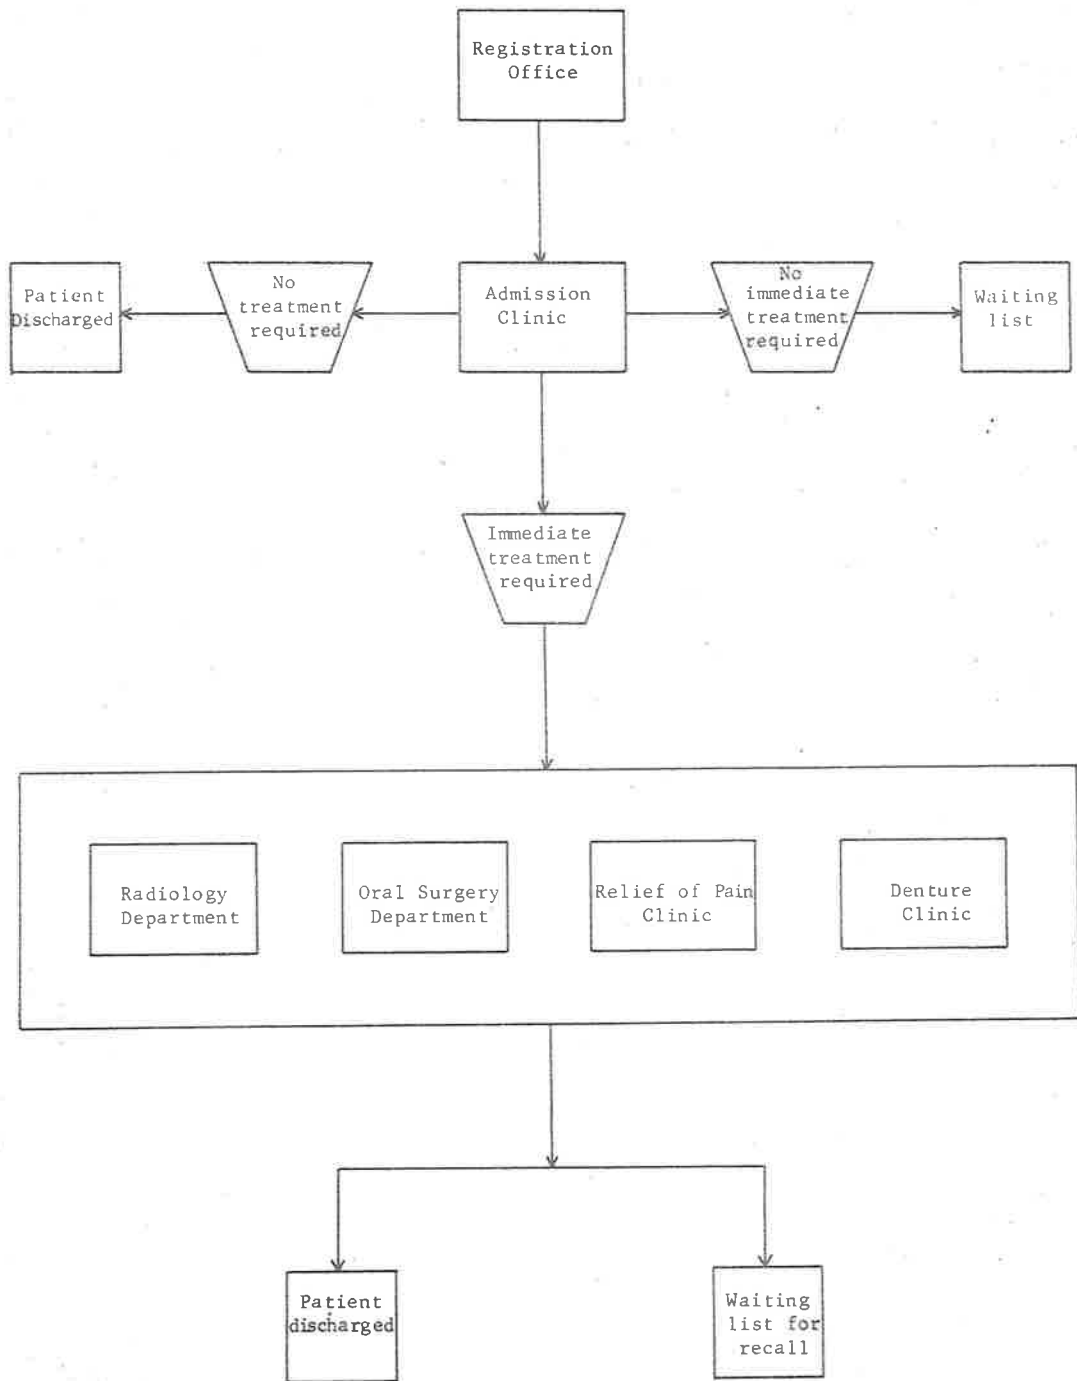 Registration
Office
Patient
Discharged
No
treatment
required
Admission
Clinic
No
immediate
treatment
required
Waiting
list
Immediate
treatment
required
Radiology
Department
Oral Surgery
Department
Relief of Pain
Clinic
Denture
Clinic
Patient
discharged
Waiting
list for
recall